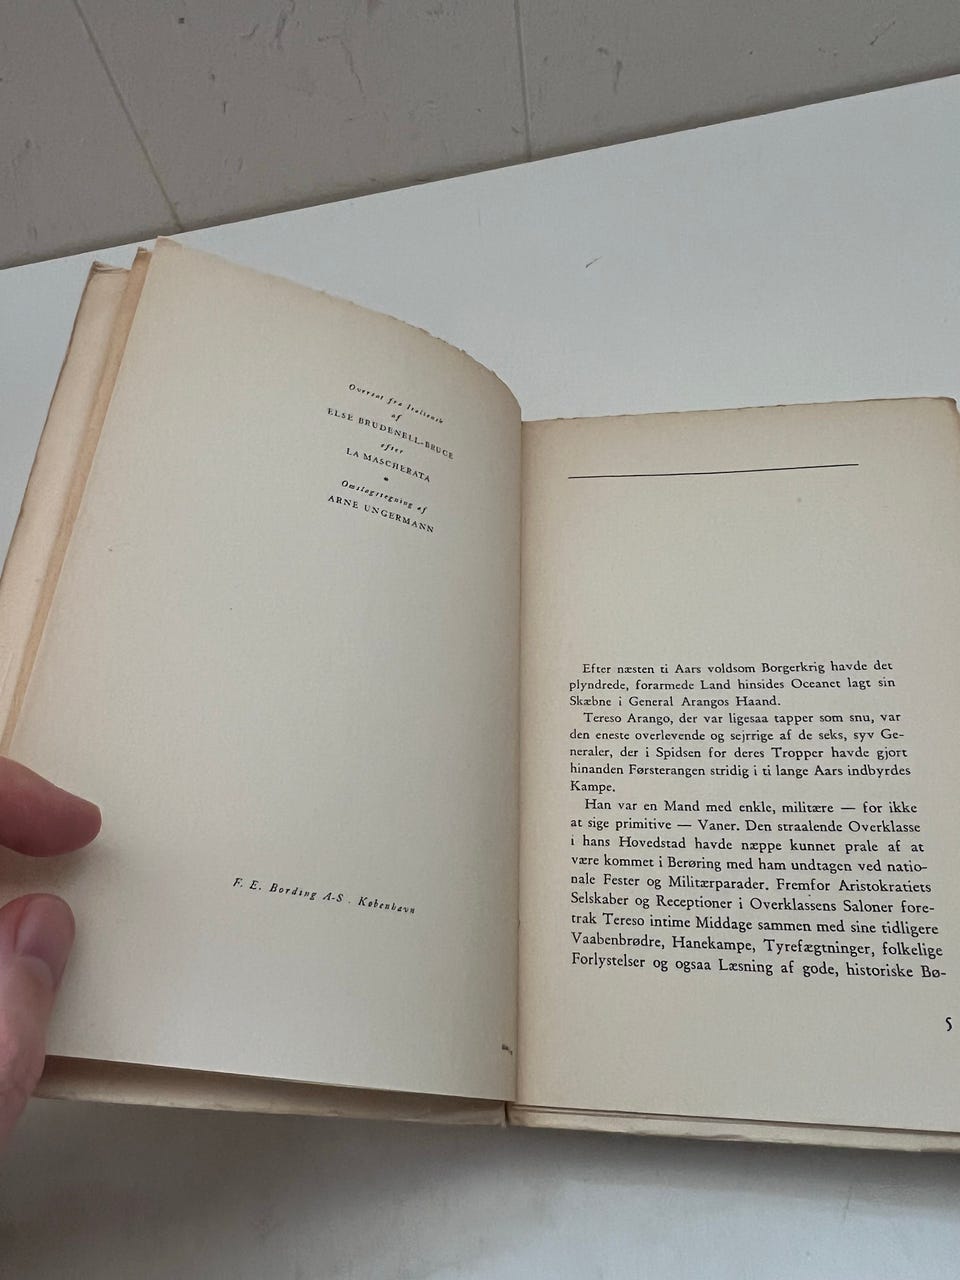 Oversat fra Italiensk
af
ELSE BRUDENELL-BRUCE
efter
LA MASCHERATA
Omslagstegning af
ARNE UNGERMANN
F. E. Bording A-S . København
Efter næsten ti Aars voldsom Borgerkrig havde det
plyndrede, forarmede Land hinsides Oceanet lagt sin
Skæbne i General Arangos Haand.
Tereso Arango, der var ligesaa tapper som snu, var
den eneste overlevende og sejrrige af de seks, syv Ge-
neraler, der i Spidsen for deres Tropper havde gjort
hinanden Førsterangen stridig i ti lange Aars indbyrdes
Kampe.
Han var en Mand med enkle, militære — for ikke
at sige primitive — Vaner. Den straalende Overklasse
i hans Hovedstad havde næppe kunnet prale af at
være kommet i Berøring med ham undtagen ved natio-
nale Fester og Militærparader. Fremfor Aristokratiets
Selskaber og Receptioner i Overklassens Saloner fore-
trak Tereso intime Middage sammen med sine tidligere
Vaabenbrødre, Hanekampe, Tyrefægtninger, folkelige
Forlystelser og ogsaa Læsning af gode, historiske Bø-
5